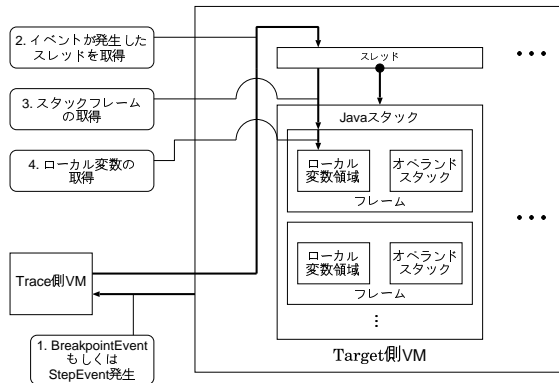 2. イベントが発生した
スレッドを取得
スレッド
• • •
3. スタックフレーム
の取得
Javaスタック
4. ローカル変数の
取得
ローカル
変数領域
オペランド
スタック
フレーム
• • •
ローカル
変数領域
オペランド
スタック
フレーム
⋮
Trace側VM
Target側VM
1. BreakpointEvent
もしくは
StepEvent発生